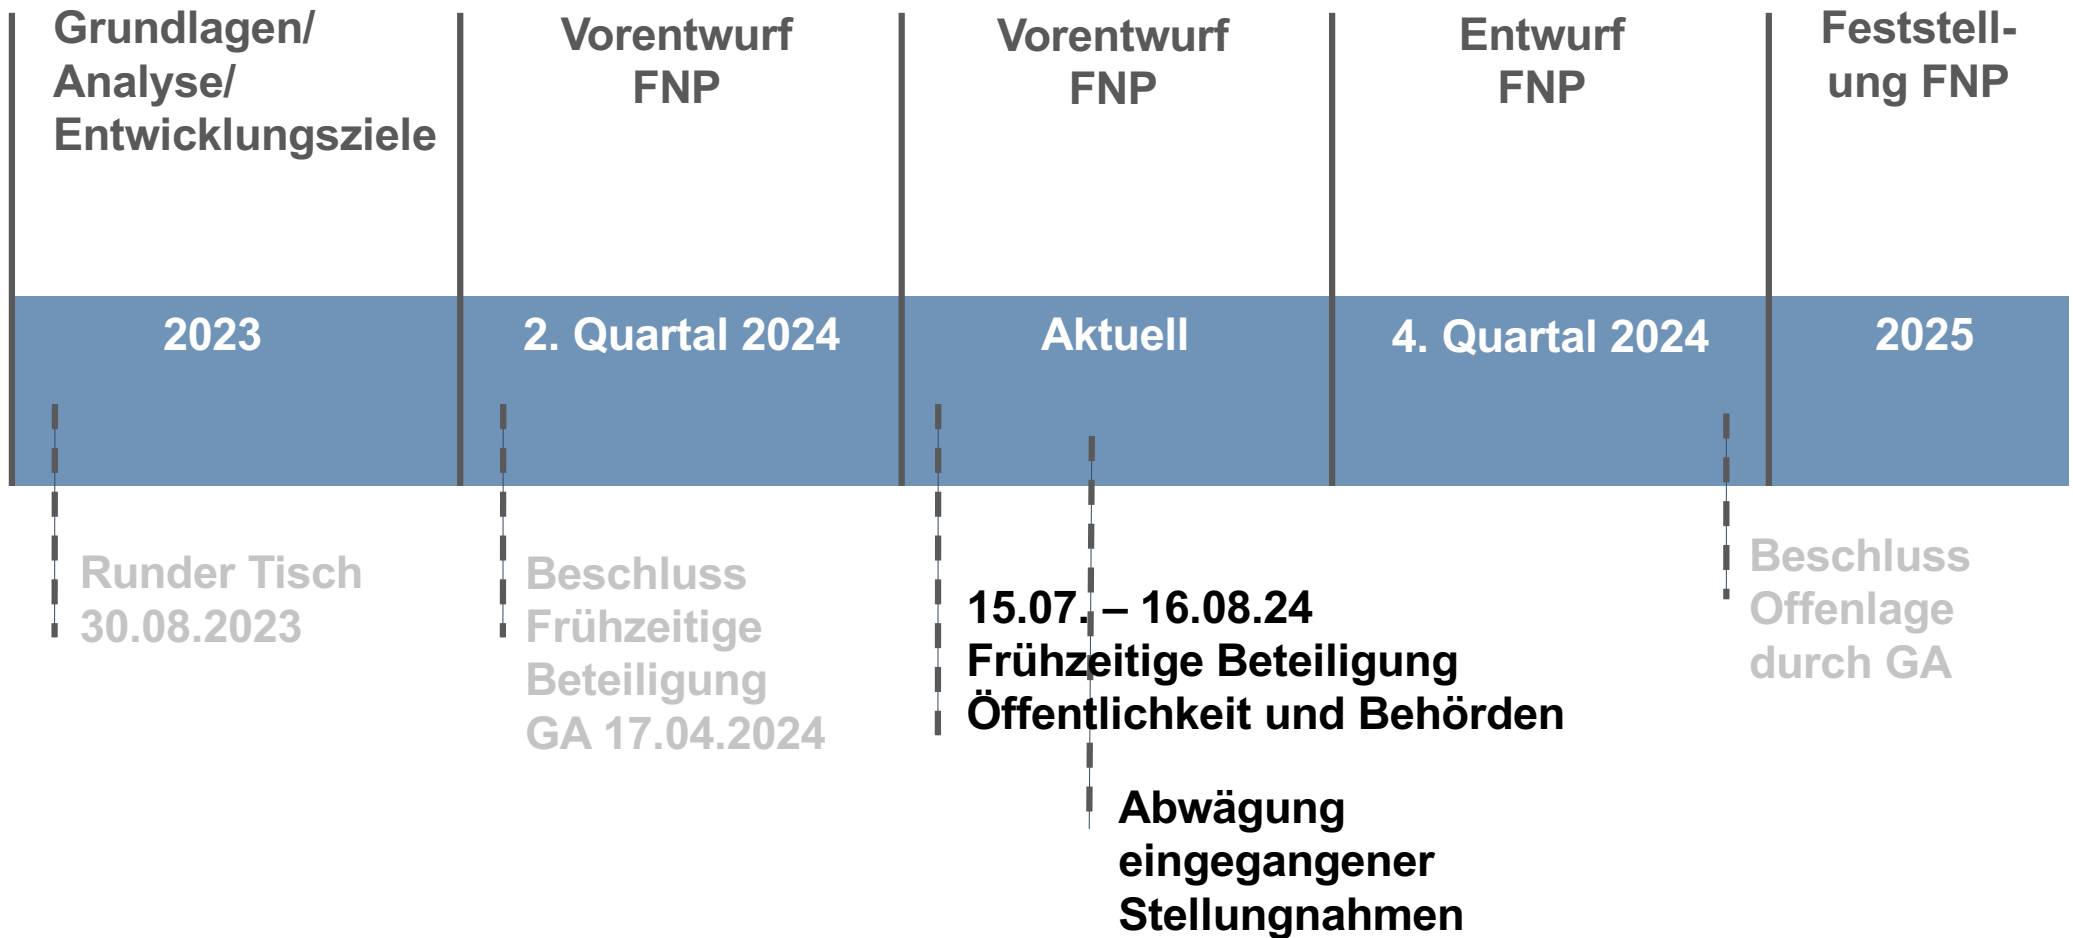 Grundlagen/
Analyse/
Entwicklungsziele
Vorentwurf
FNP
Vorentwurf
FNP
Entwurf
FNP
Feststell-
ung FNP
2023
2. Quartal 2024
Aktuell
4. Quartal 2024
2025
Runder Tisch
30.08.2023
Beschluss
Frühzeitige
Beteiligung
GA 17.04.2024
15.07. – 16.08.24
Frühzeitige Beteiligung
Öffentlichkeit und Behörden
Abwägung
eingegangener
Stellungnahmen
Beschluss
Offenlage
durch GA